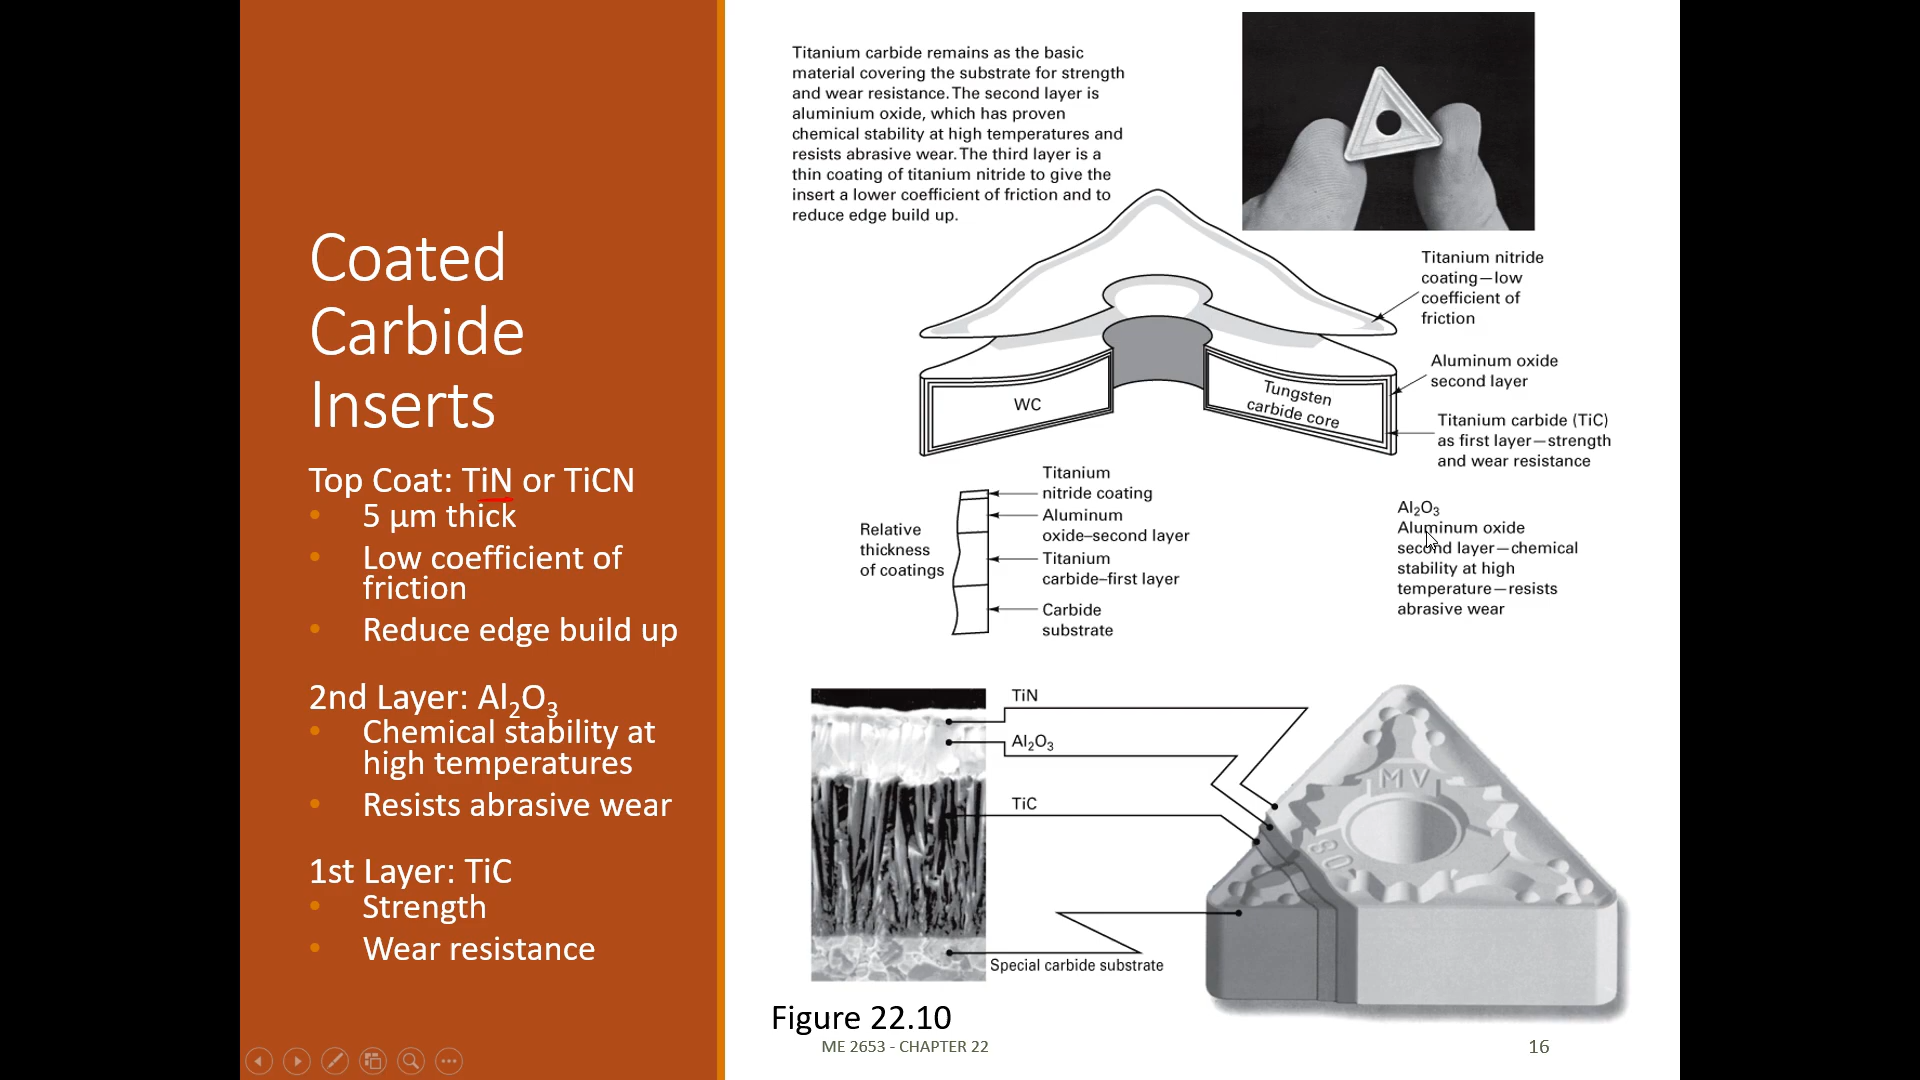 Coated
Carbide
Inserts
Top Coat: TiN or TiCN
• 5 µm thick
• Low coefficient of
friction
• Reduce edge build up
2nd Layer: Al₂O₃
• Chemical stability at
high temperatures
• Resists abrasive wear
1st Layer: TiC
• Strength
• Wear resistance
Titanium carbide remains as the basic
material covering the substrate for strength
and wear resistance. The second layer is
aluminium oxide, which has proven
chemical stability at high temperatures and
resists abrasive wear. The third layer is a
thin coating of titanium nitride to give the
insert a lower coefficient of friction and to
reduce edge build up.
Titanium nitride
coating—low
coefficient of
friction
Aluminum oxide
second layer
Titanium carbide (TiC)
as first layer—strength
and wear resistance
WC
Tungsten
carbide core
Relative
thickness
of coatings
Titanium
nitride coating
Aluminum
oxide–second layer
Titanium
carbide–first layer
Carbide
substrate
Al₂O₃
Aluminum oxide
second layer—chemical
stability at high
temperature—resists
abrasive wear
TiN
Al₂O₃
TiC
Special carbide substrate
MV
80
Figure 22.10
ME 2653 - CHAPTER 22
16